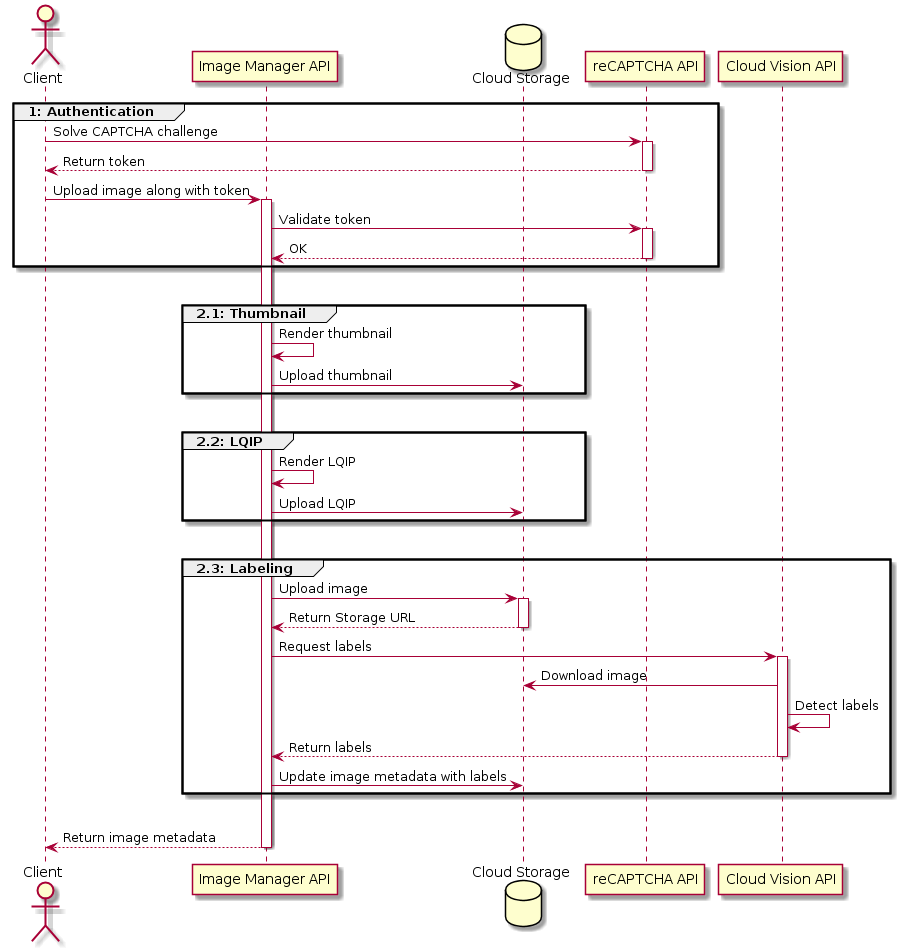 Client
Image Manager API
Cloud Storage
reCAPTCHA API
Cloud Vision API
1: Authentication
Solve CAPTCHA challenge
Return token
Upload image along with token
Validate token
OK
2.1: Thumbnail
Render thumbnail
Upload thumbnail
2.2: LQIP
Render LQIP
Upload LQIP
2.3: Labeling
Upload image
Return Storage URL
Request labels
Download image
Detect labels
Return labels
Update image metadata with labels
Return image metadata
Client
Image Manager API
Cloud Storage
reCAPTCHA API
Cloud Vision API